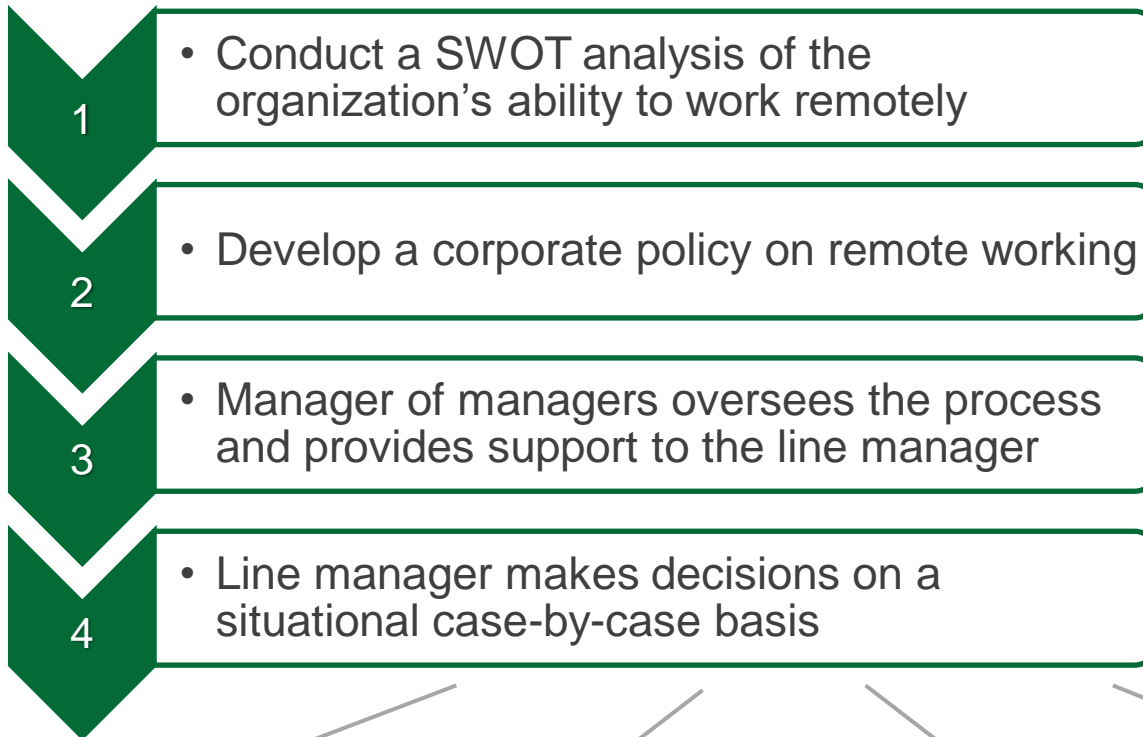 1
• Conduct a SWOT analysis of the
organization’s ability to work remotely
2
• Develop a corporate policy on remote working
3
• Manager of managers oversees the process
and provides support to the line manager
4
• Line manager makes decisions on a
situational case-by-case basis